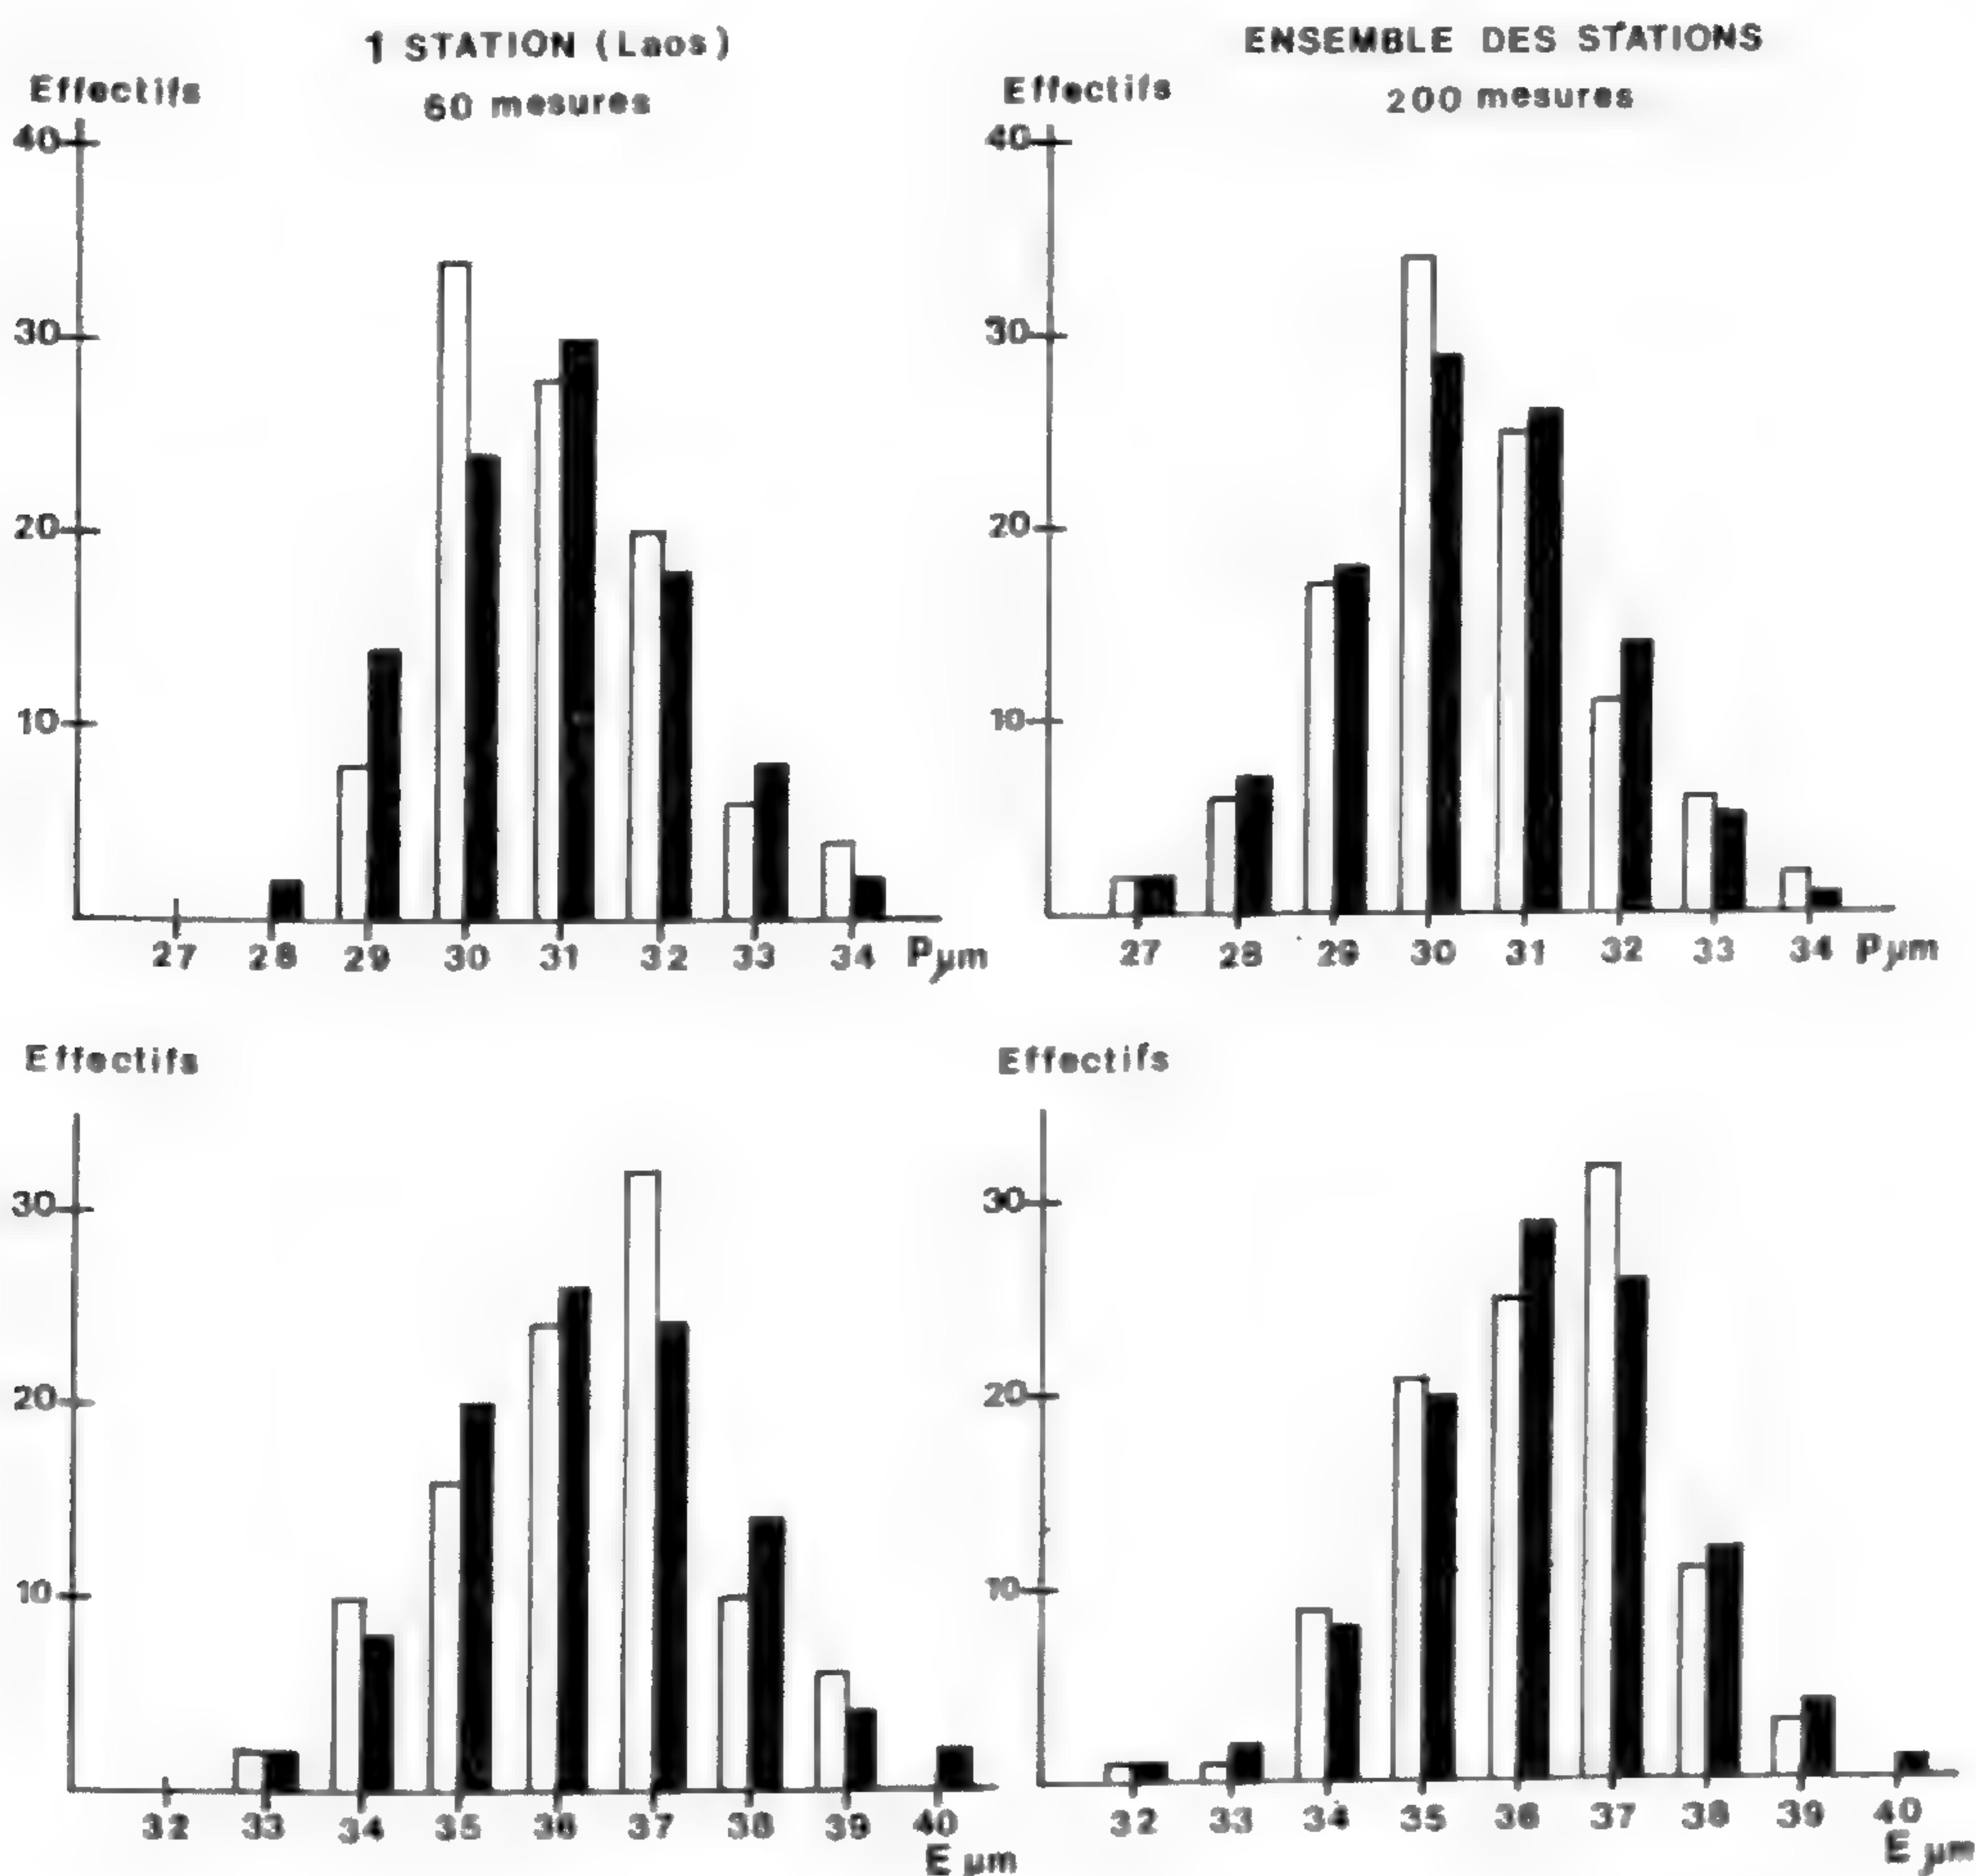 1 STATION (Laos)
60 mesures
Effectifs
40
30
20
10
27 28 29 30 31 32 33 34 Pµm
ENSEMBLE DES STATIONS
200 mesures
Effectifs
40
30
20
10
27 28 29 30 31 32 33 34 Pµm
Effectifs
30
20
10
32 33 34 35 36 37 38 39 40
E µm
Effectifs
30
20
10
32 33 34 35 36 37 38 39 40
E µm